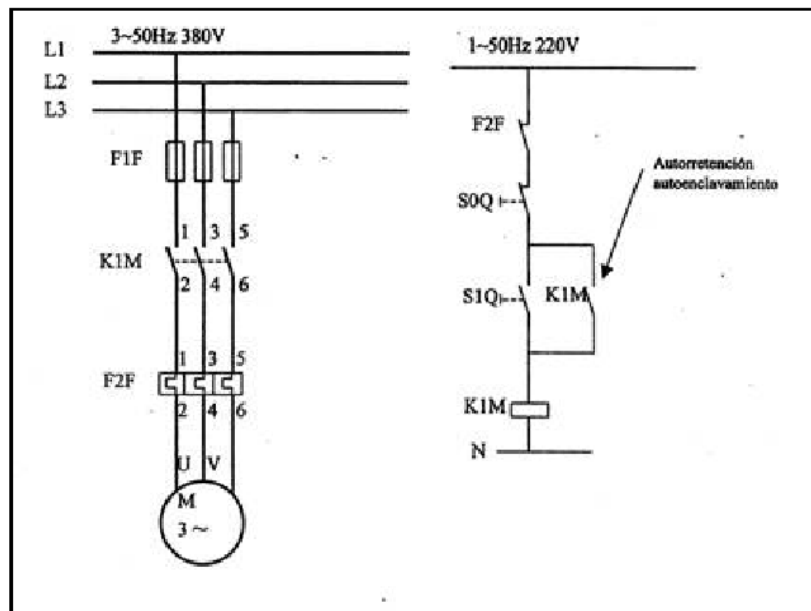 3~50Hz 380V
L1
L2
L3
F1F
1 3 5
K1M
2 4 6
1 3 5
F2F
2 4 6
U V
M
3 ~
1~50Hz 220V
F2F
Autorretención
autoenclavamiento
S0Q
S1Q
K1M
K1M
N